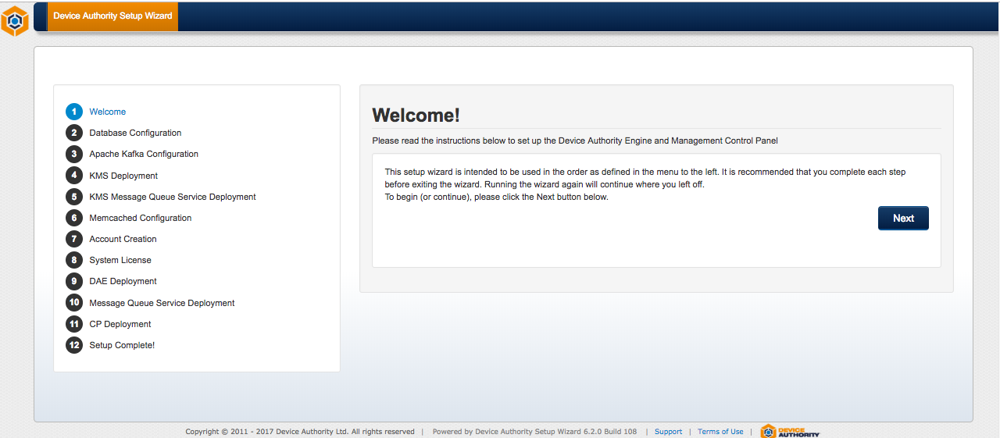 Device Authority Setup Wizard
1 Welcome
2 Database Configuration
3 Apache Kafka Configuration
4 KMS Deployment
5 KMS Message Queue Service Deployment
6 Memcached Configuration
7 Account Creation
8 System License
9 DAE Deployment
10 Message Queue Service Deployment
11 CP Deployment
12 Setup Complete!
Welcome!
Please read the instructions below to set up the Device Authority Engine and Management Control Panel
This setup wizard is intended to be used in the order as defined in the menu to the left. It is recommended that you complete each step
before exiting the wizard. Running the wizard again will continue where you left off.
To begin (or continue), please click the Next button below.
Next
Copyright © 2011 - 2017 Device Authority Ltd. All rights reserved | Powered by Device Authority Setup Wizard 6.2.0 Build 108 | Support | Terms of Use |
DEVICE
AUTHORITY